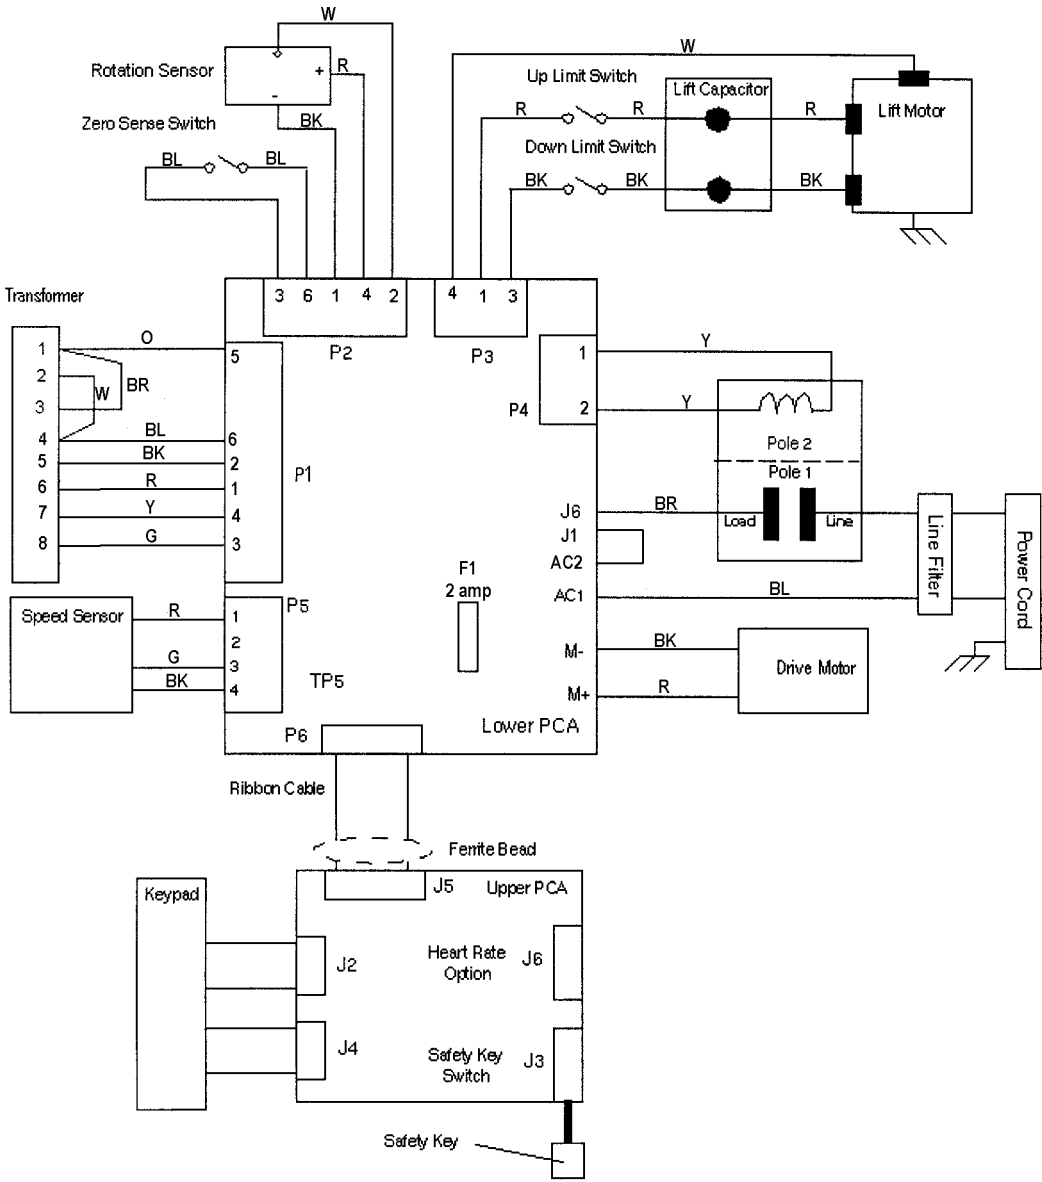 W
Rotation Sensor
+ R
-
BK
Zero Sense Switch
BL BL
W
Up Limit Switch
Lift Capacitor
Lift Motor
R R R
Down Limit Switch
BK BK BK
Transformer
3 6 1 4 2
P2
4 1 3
P3
1 O 5
2
W BR
3
4 BL 6
5 BK 2
6 R 1
7 Y 4
8 G 3
P1
1 Y
P4 2 Y
Pole 2
Pole 1
J6 BR
Load Line
J1
AC2
AC1 BL
Line Filter
Power Cord
F1
2 amp
Speed Sensor
P5
R 1
2
G 3
BK 4
TP5
M- BK
M+ R
Drive Motor
Lower PCA
P6
Ribbon Cable
Ferrite Bead
Keypad
J5 Upper PCA
J2
Heart Rate
Option
J6
J4
Safety Key
Switch
J3
Safety Key